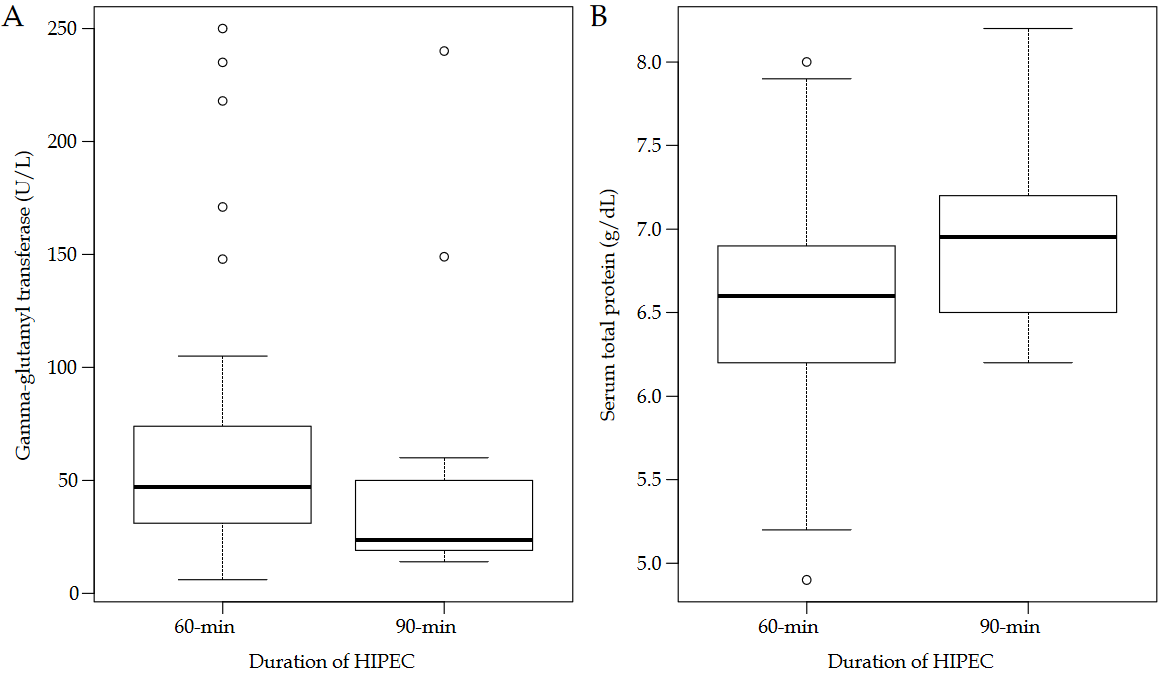 A
Gamma-glutamyl transferase (U/L)
250
200
150
100
50
0
60-min
90-min
Duration of HIPEC
B
Serum total protein (g/dL)
8.0
7.5
7.0
6.5
6.0
5.5
5.0
60-min
90-min
Duration of HIPEC